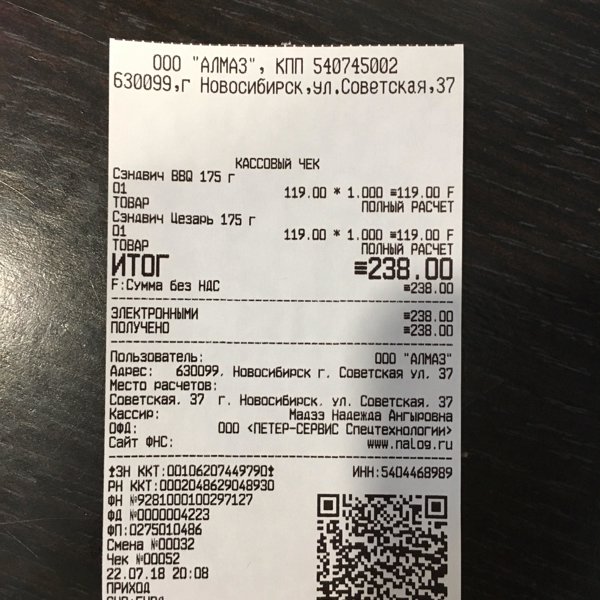 ООО "АЛМАЗ", КПП 540745002
630099,г Новосибирск,ул.Советская,37
КАССОВЫЙ ЧЕК
Сэндвич BBQ 175 г
01 119.00 * 1.000 ≡119.00 F
ТОВАР ПОЛНЫЙ РАСЧЕТ
Сэндвич Цезарь 175 г
01 119.00 * 1.000 ≡119.00 F
ТОВАР ПОЛНЫЙ РАСЧЕТ
ИТОГ ≡238.00
F:Сумма без НДС ≡238.00
ЭЛЕКТРОННЫМИ ≡238.00
ПОЛУЧЕНО ≡238.00
Пользователь: ООО "АЛМАЗ"
Адрес: 630099, Новосибирск г. Советская ул. 37
Место расчетов:
Советская, 37 г. Новосибирск, ул. Советская, 37
Кассир: Мадзэ Надежда Ангыровна
ОФД: ООО <ПЕТЕР-СЕРВИС Спецтехнологии>
Сайт ФНС: www.nalog.ru
ЗН ККТ:00106207449790 ИНН:5404468989
РН ККТ:0002048629048930
ФН №9281000100297127
ФД №0000004223
ФП:0275010486
Смена №00032
Чек №00052
22.07.18 20:08
ПРИХОД